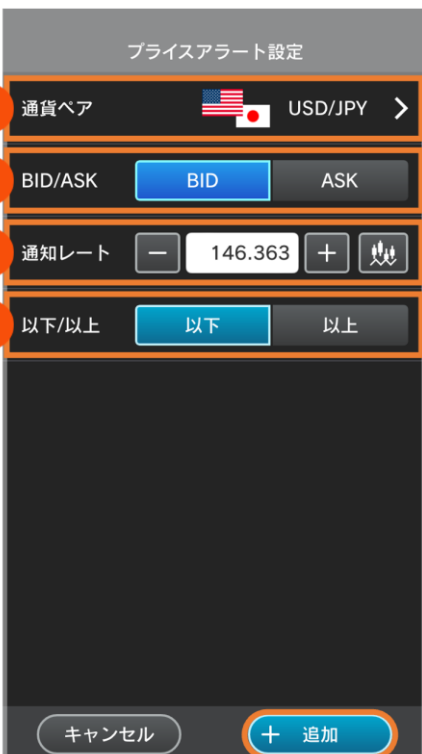 プライスアラート設定
通貨ペア USD/JPY
BID/ASK BID ASK
通知レート 146.363
以下/以上 以下 以上
キャンセル + 追加